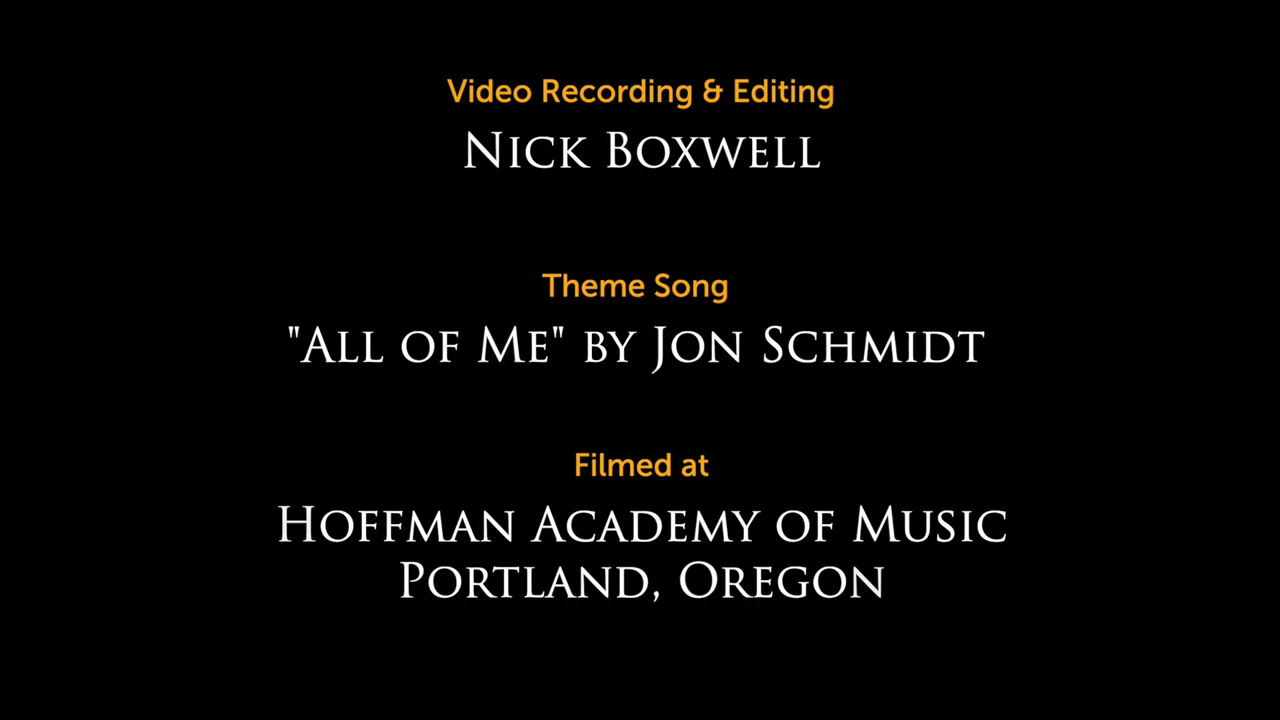 Video Recording & Editing
Nick Boxwell
Theme Song
"All of Me" by Jon Schmidt
Filmed at
Hoffman Academy of Music
Portland, Oregon